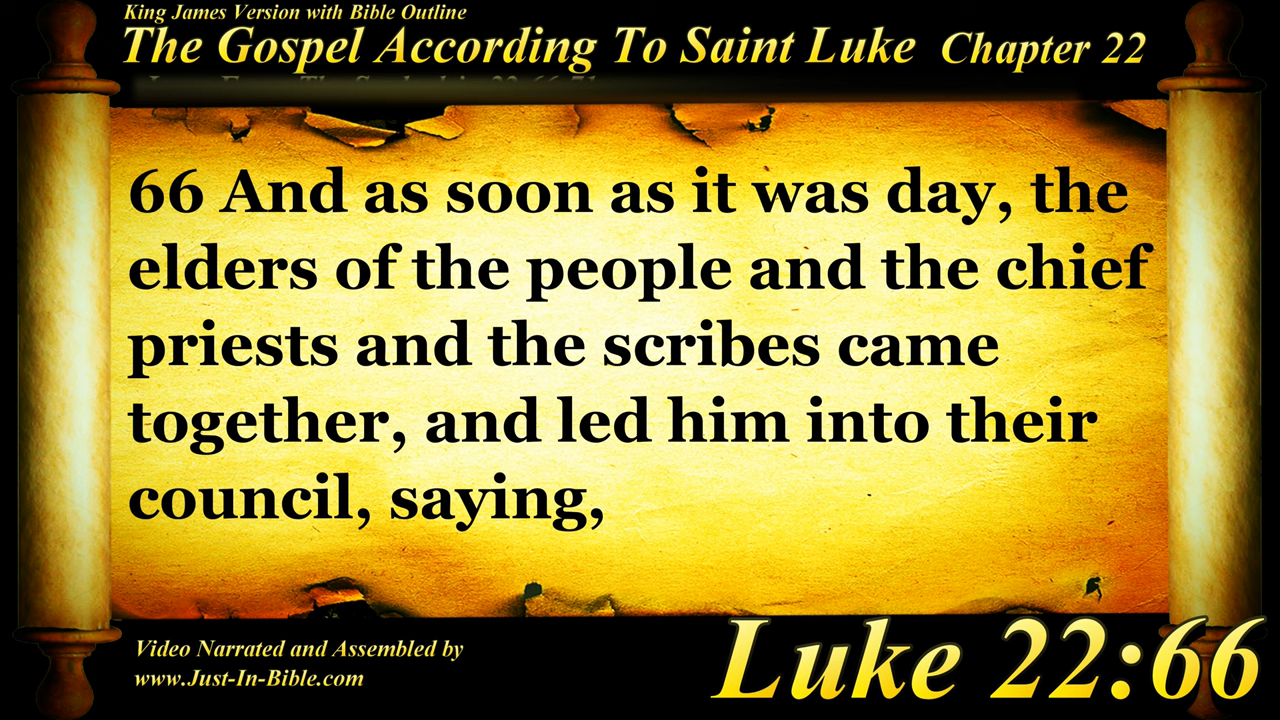 King James Version with Bible Outline
The Gospel According To Saint Luke Chapter 22
66 And as soon as it was day, the
elders of the people and the chief
priests and the scribes came
together, and led him into their
council, saying,
Video Narrated and Assembled by
www.Just-In-Bible.com
Luke 22:66